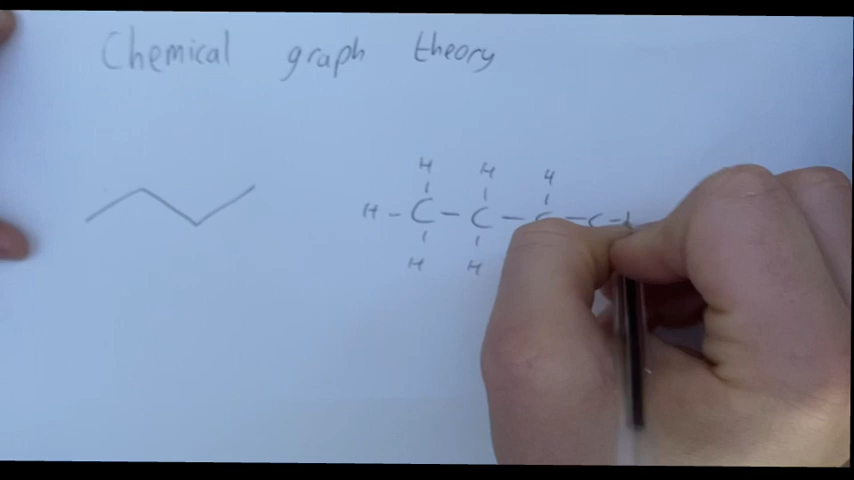 Chemical graph theory
H H H
H - C - C - C - C -
H H